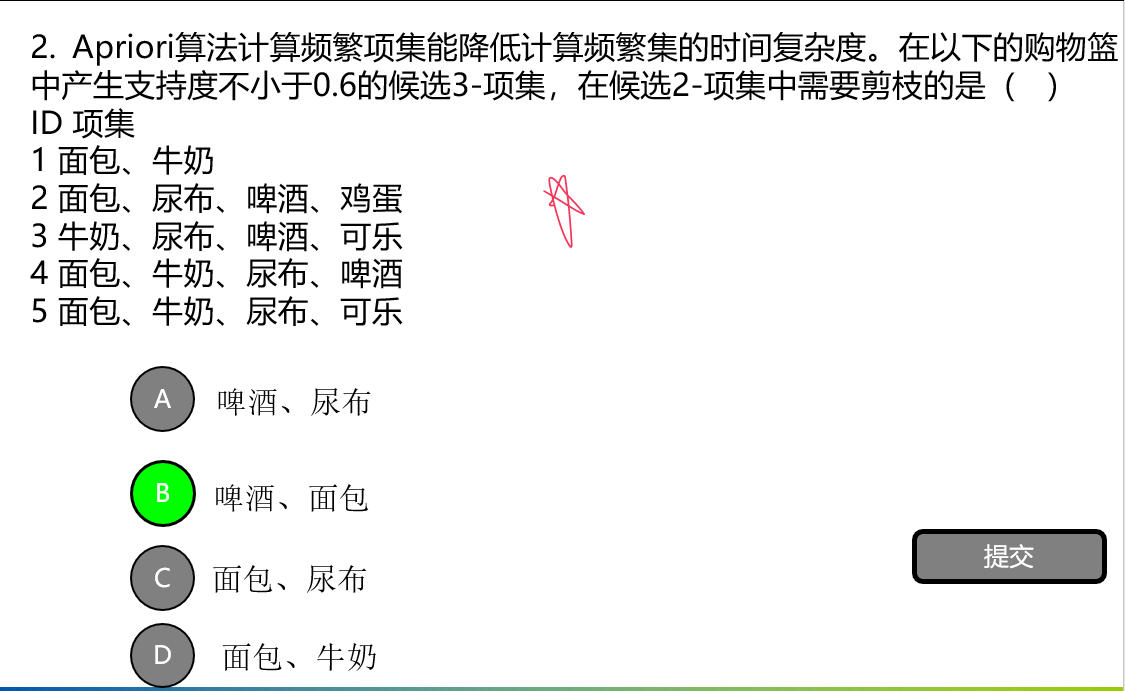 2. Apriori算法计算频繁项集能降低计算频繁集的时间复杂度。在以下的购物篮
中产生支持度不小于0.6的候选3-项集，在候选2-项集中需要剪枝的是（ ）
ID 项集
1 面包、牛奶
2 面包、尿布、啤酒、鸡蛋
3 牛奶、尿布、啤酒、可乐
4 面包、牛奶、尿布、啤酒
5 面包、牛奶、尿布、可乐
A 啤酒、尿布
B 啤酒、面包
C 面包、尿布
D 面包、牛奶
提交